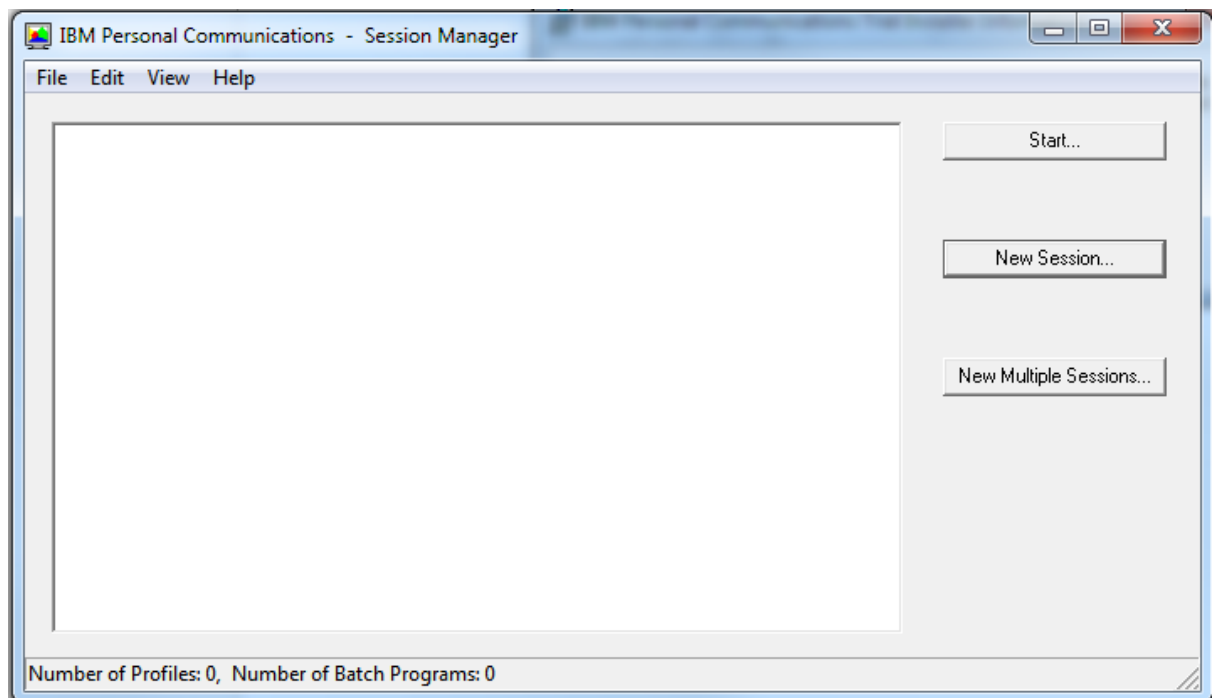 IBM Personal Communications - Session Manager
File Edit View Help
Start...
New Session...
New Multiple Sessions...
Number of Profiles: 0, Number of Batch Programs: 0